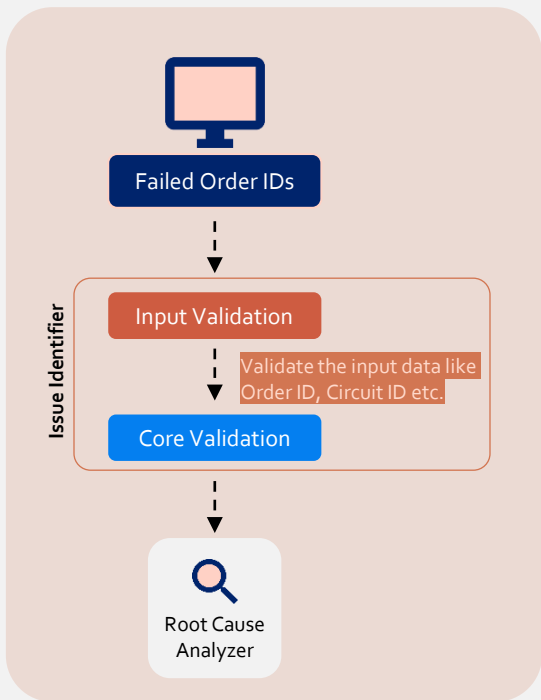 Failed Order IDs
Issue Identifier
Input Validation
Validate the input data like
Order ID, Circuit ID etc.
Core Validation
Root Cause
Analyzer